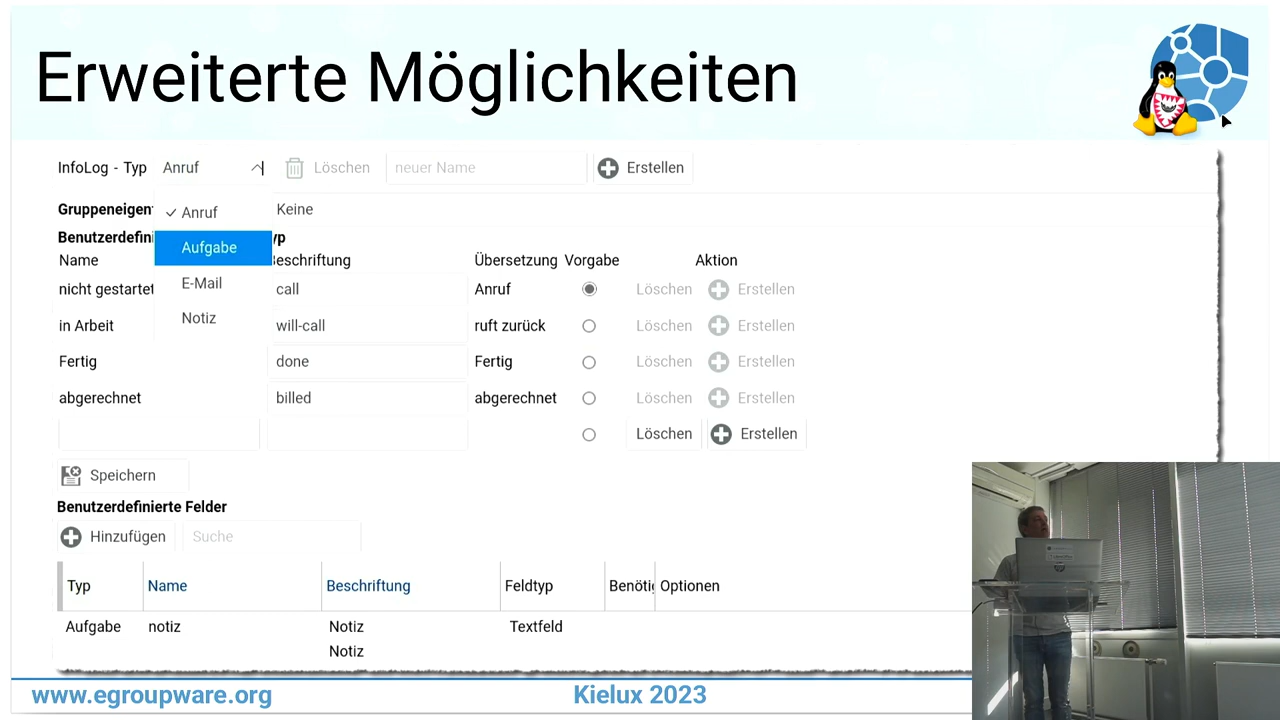 Erweiterte Möglichkeiten
InfoLog - Typ Anruf Löschen neuer Name Erstellen
Gruppeneigent Keine
Anruf
Benutzerdefini yp
Aufgabe
Name Beschriftung Übersetzung Vorgabe Aktion
E-Mail
nicht gestartet call Anruf Löschen Erstellen
Notiz
in Arbeit will-call ruft zurück Löschen Erstellen
Fertig done Fertig Löschen Erstellen
abgerechnet billed abgerechnet Löschen Erstellen
Löschen Erstellen
Speichern
Benutzerdefinierte Felder
Hinzufügen Suche
Typ Name Beschriftung Feldtyp Benötig Optionen
Aufgabe notiz Notiz Textfeld
Notiz
www.egroupware.org Kielux 2023